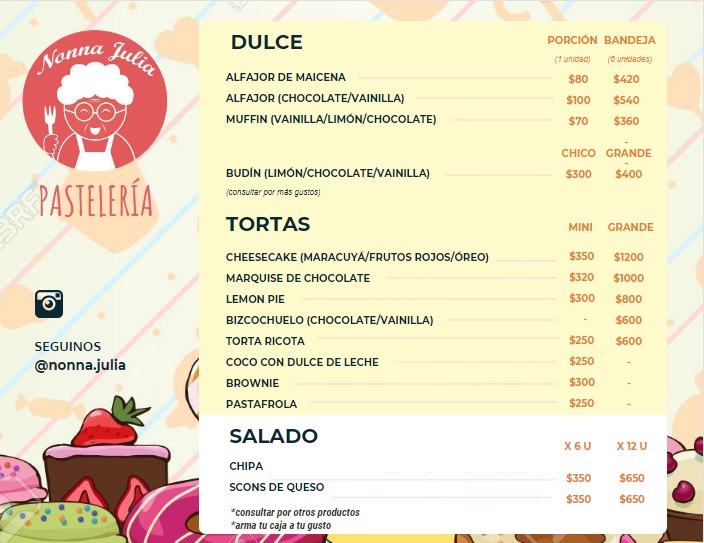 Nonna Julia
PASTELERÍA
SEGUINOS
@nonna.julia
DULCE PORCIÓN BANDEJA
(1 unidad) (6 unidades)
ALFAJOR DE MAICENA $80 $420
ALFAJOR (CHOCOLATE/VAINILLA) $100 $540
MUFFIN (VAINILLA/LIMÓN/CHOCOLATE) $70 $360
-
CHICO GRANDE
-
BUDÍN (LIMÓN/CHOCOLATE/VAINILLA) $300 $400
(consultar por más gustos)
TORTAS MINI GRANDE
CHEESECAKE (MARACUYÁ/FRUTOS ROJOS/ÓREO) $350 $1200
MARQUISE DE CHOCOLATE $320 $1000
LEMON PIE $300 $800
BIZCOCHUELO (CHOCOLATE/VAINILLA) - $600
TORTA RICOTA $250 $600
COCO CON DULCE DE LECHE $250 -
BROWNIE $300 -
PASTAFROLA $250 -
SALADO X 6 U X 12 U
CHIPA $350 $650
SCONS DE QUESO $350 $650
*consultar por otros productos
*arma tu caja a tu gusto